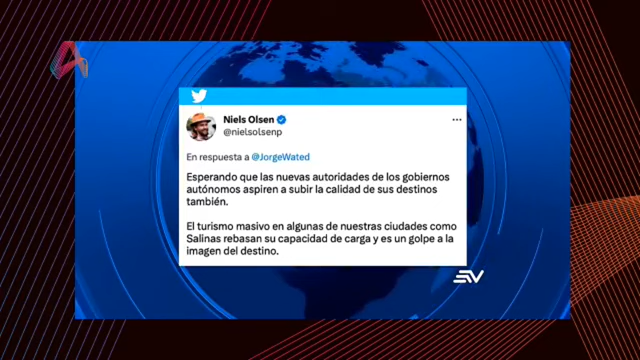 Niels Olsen
@nielsolsenp
En respuesta a @JorgeWated
Esperando que las nuevas autoridades de los gobiernos
autónomos aspiren a subir la calidad de sus destinos
también.
El turismo masivo en algunas de nuestras ciudades como
Salinas rebasan su capacidad de carga y es un golpe a la
imagen del destino.